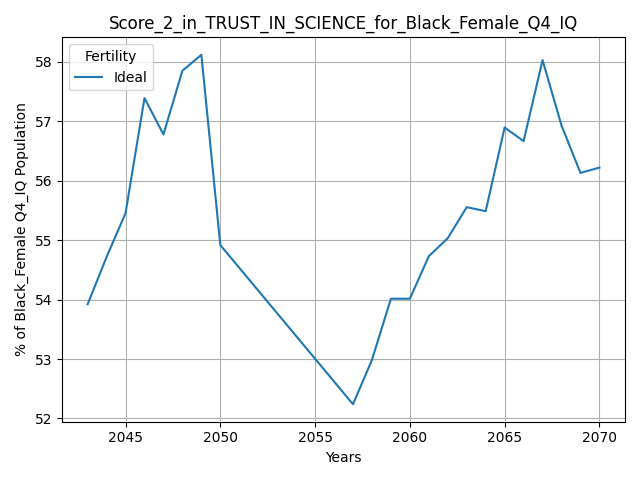 Score_2_in_TRUST_IN_SCIENCE_for_Black_Female_Q4_IQ
Fertility
Ideal
% of Black_Female Q4_IQ Population
58
57
56
55
54
53
52
2045
2050
2055
2060
2065
2070
Years